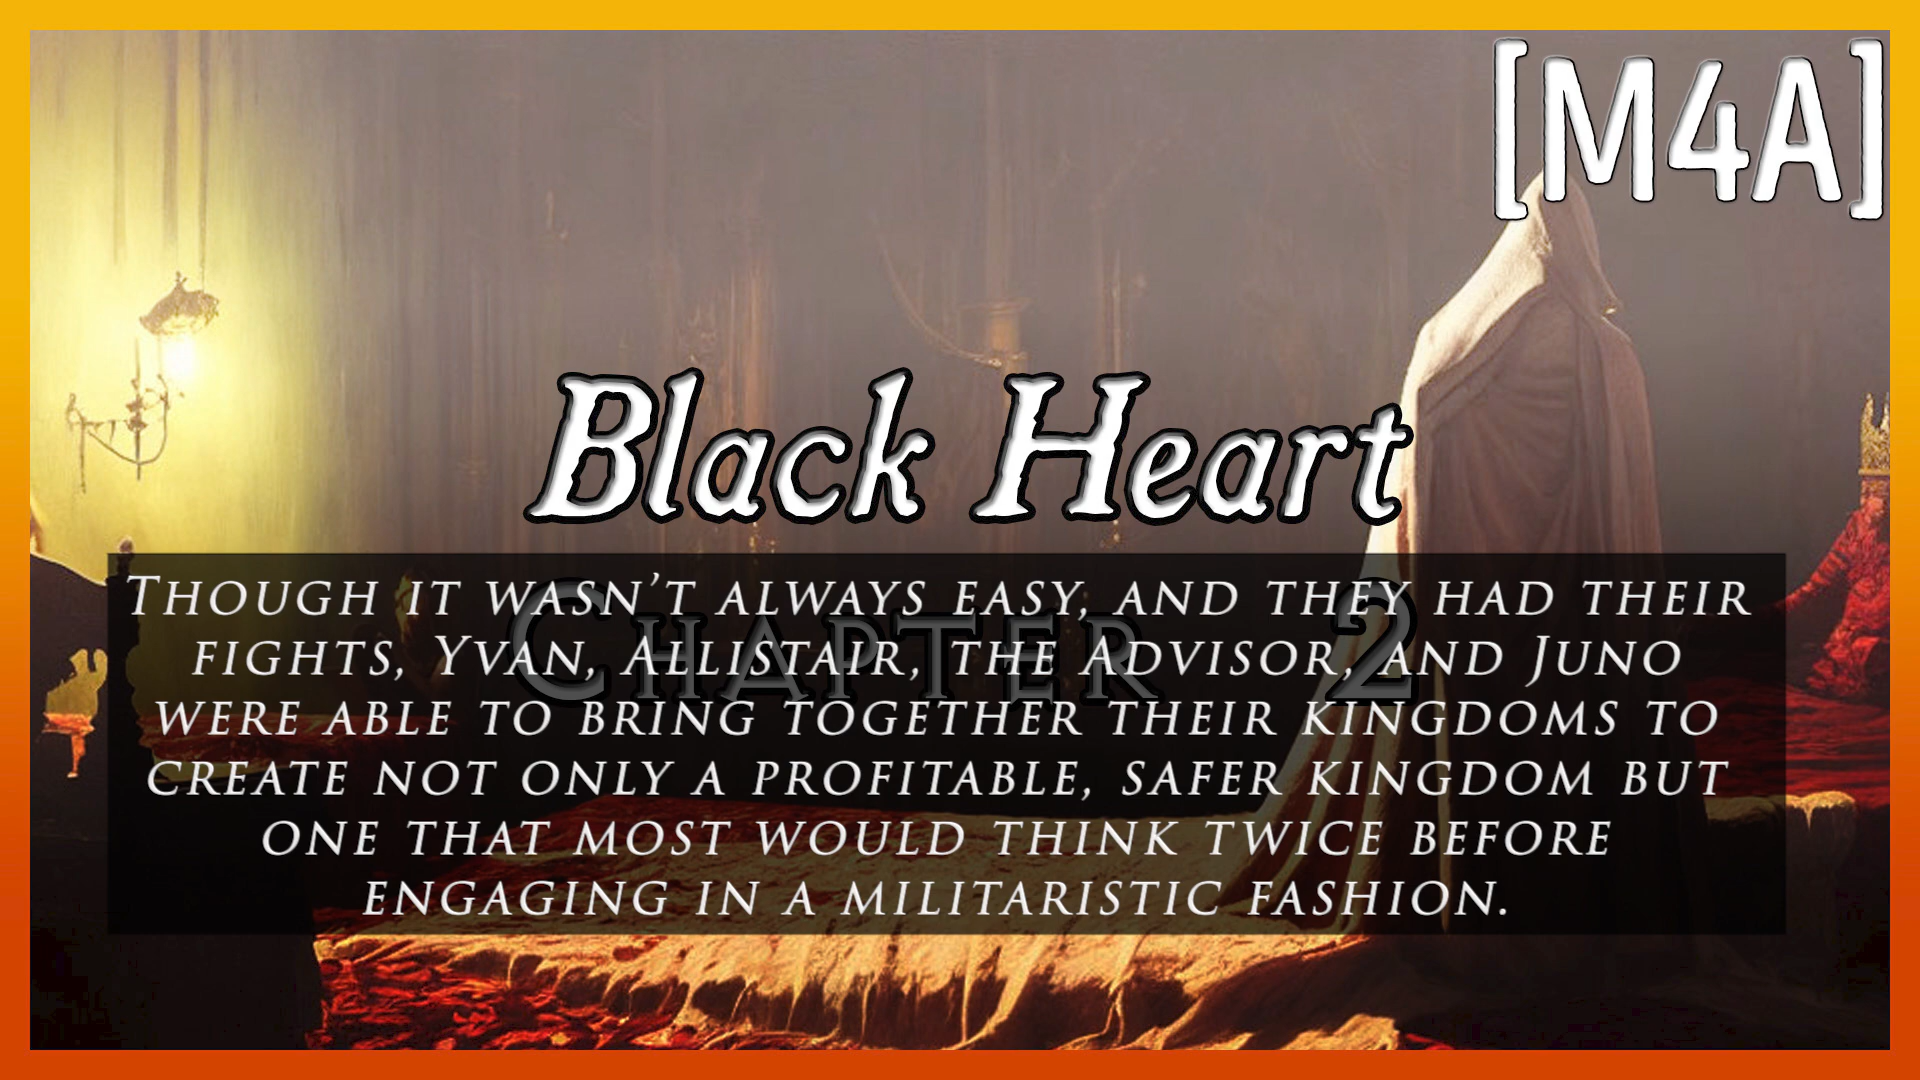 [M4A]
Black Heart
Chapter 2
Though it wasn't always easy, and they had their
fights, Yvan, Allistair, the Advisor, and Juno
were able to bring together their kingdoms to
create not only a profitable, safer kingdom but
one that most would think twice before
engaging in a militaristic fashion.